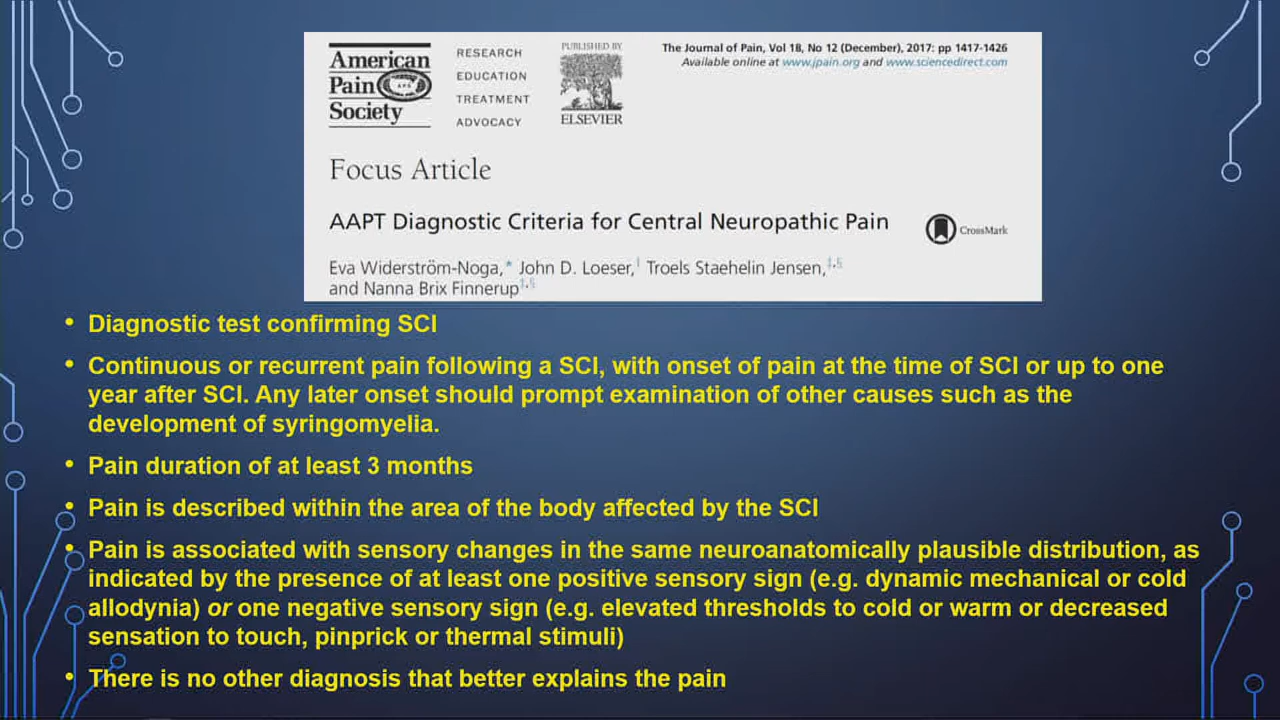 American
Pain
Society
APS
RESEARCH
EDUCATION
TREATMENT
ADVOCACY
PUBLISHED BY
ELSEVIER
The Journal of Pain, Vol 18, No 12 (December), 2017: pp 1417-1426
Available online at www.jpain.org and www.sciencedirect.com
Focus Article
AAPT Diagnostic Criteria for Central Neuropathic Pain
CrossMark
Eva Widerström-Noga,* John D. Loeser,† Troels Staehelin Jensen,‡,§
and Nanna Brix Finnerup‡,§
• Diagnostic test confirming SCI
• Continuous or recurrent pain following a SCI, with onset of pain at the time of SCI or up to one
year after SCI. Any later onset should prompt examination of other causes such as the
development of syringomyelia.
• Pain duration of at least 3 months
• Pain is described within the area of the body affected by the SCI
• Pain is associated with sensory changes in the same neuroanatomically plausible distribution, as
indicated by the presence of at least one positive sensory sign (e.g. dynamic mechanical or cold
allodynia) or one negative sensory sign (e.g. elevated thresholds to cold or warm or decreased
sensation to touch, pinprick or thermal stimuli)
• There is no other diagnosis that better explains the pain